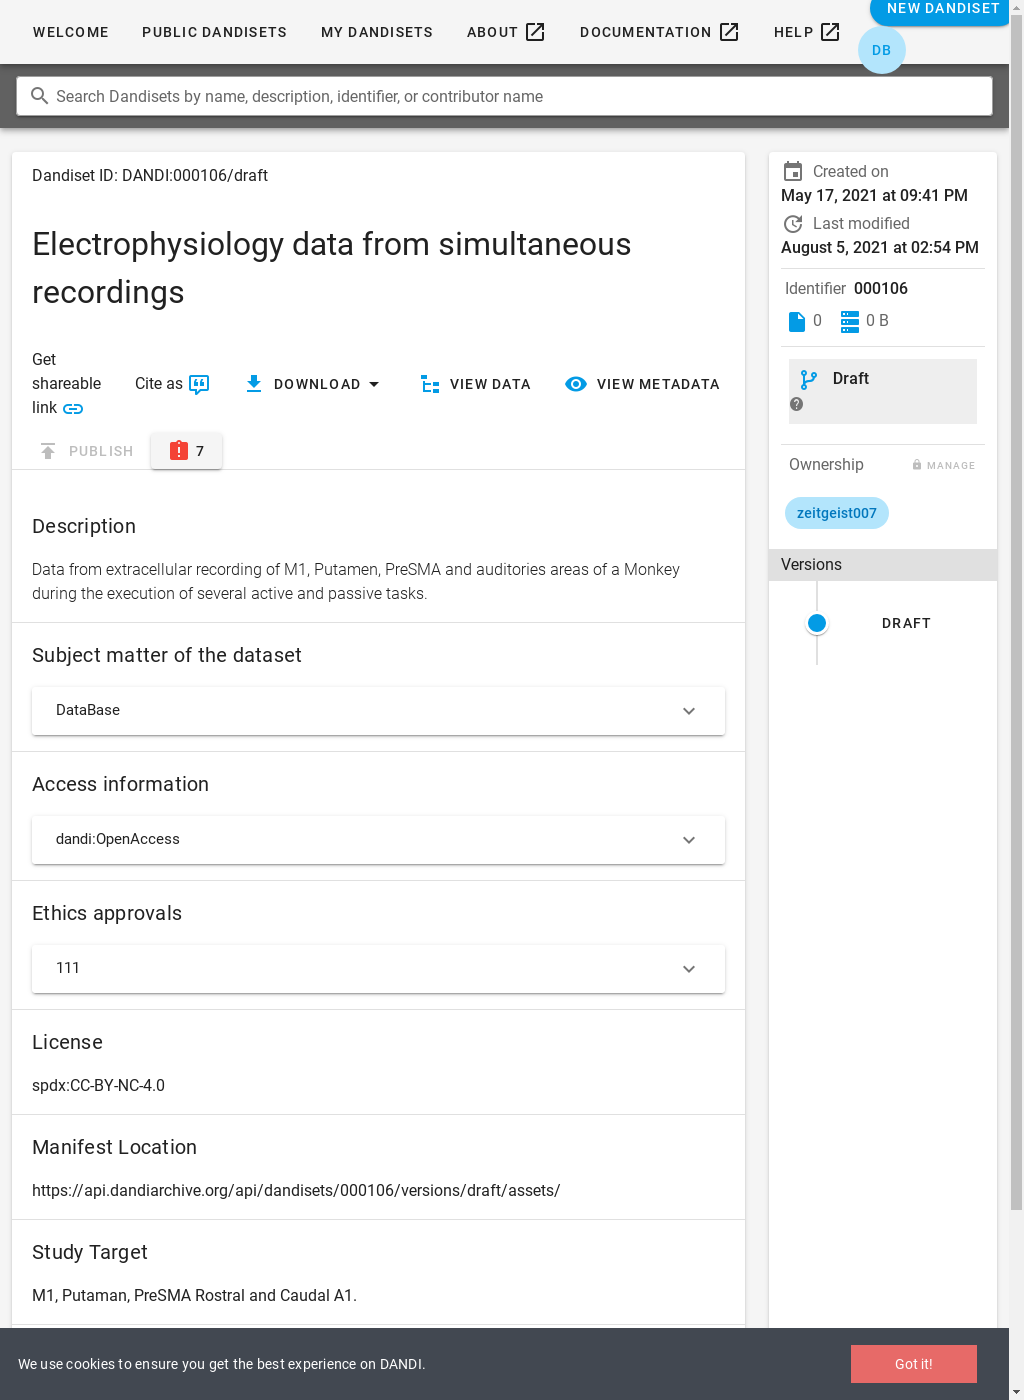 WELCOME PUBLIC DANDISETS MY DANDISETS ABOUT DOCUMENTATION HELP NEW DANDISET
DB
Search Dandisets by name, description, identifier, or contributor name
Dandiset ID: DANDI:000106/draft
Electrophysiology data from simultaneous
recordings
Get
shareable
link
Cite as
DOWNLOAD
VIEW DATA
VIEW METADATA
PUBLISH
7
Description
Data from extracellular recording of M1, Putamen, PreSMA and auditories areas of a Monkey
during the execution of several active and passive tasks.
Subject matter of the dataset
DataBase
Access information
dandi:OpenAccess
Ethics approvals
111
License
spdx:CC-BY-NC-4.0
Manifest Location
https://api.dandiarchive.org/api/dandisets/000106/versions/draft/assets/
Study Target
M1, Putaman, PreSMA Rostral and Caudal A1.
Created on
May 17, 2021 at 09:41 PM
Last modified
August 5, 2021 at 02:54 PM
Identifier 000106
0 0 B
Draft
Ownership MANAGE
zeitgeist007
Versions
DRAFT
We use cookies to ensure you get the best experience on DANDI.
Got it!